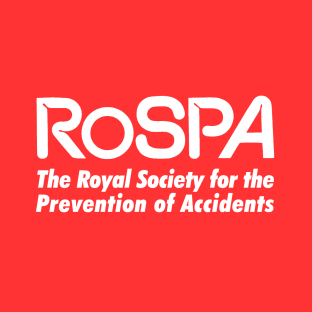 RoSPA
The Royal Society for the
Prevention of Accidents